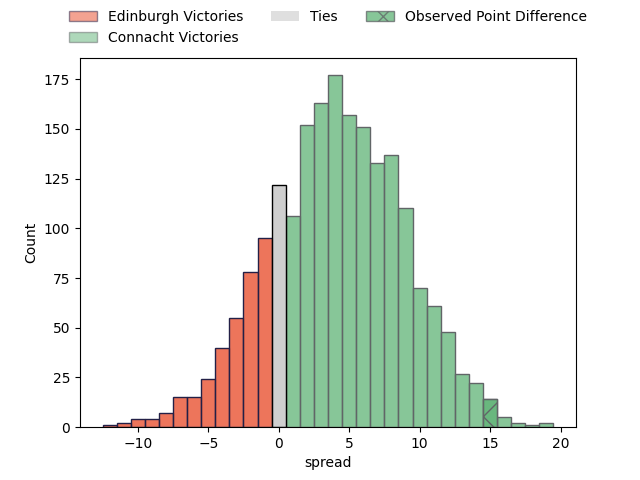 Edinburgh Victories
Ties
Observed Point Difference
Connacht Victories
175
150
125
100
75
50
25
0
Count
−10
−5
0
5
10
15
20
spread